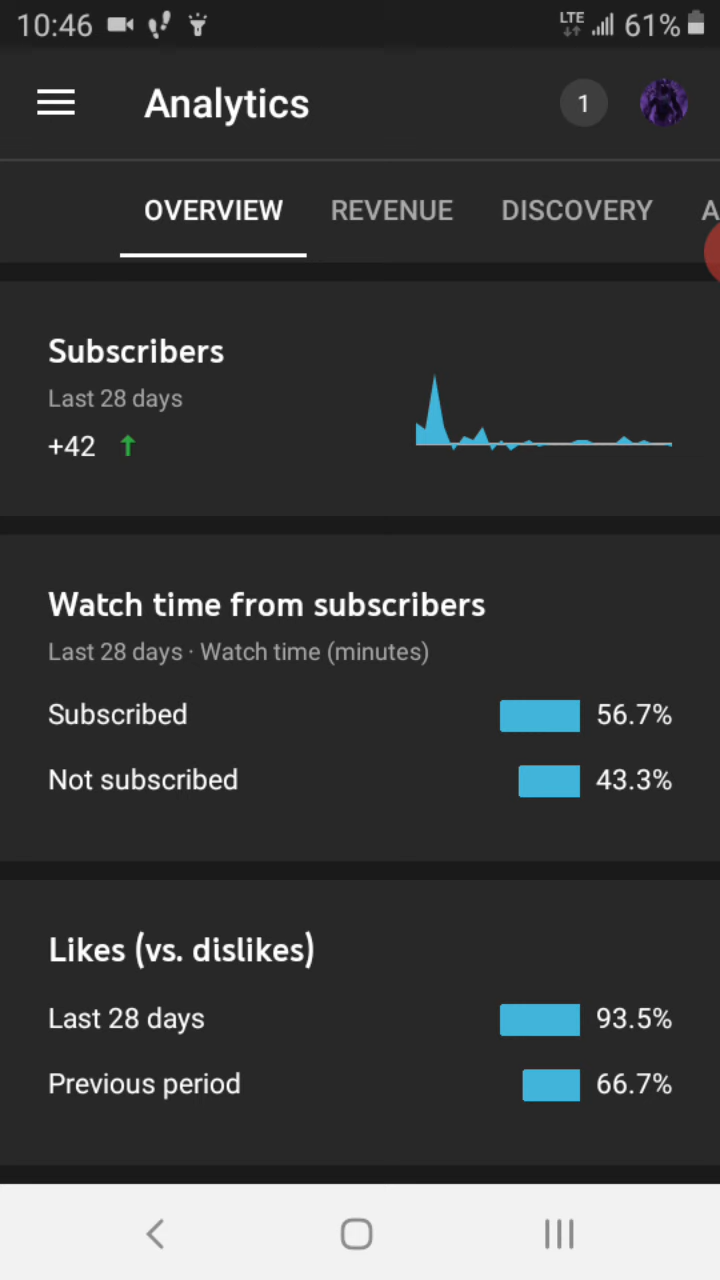 10:46 LTE 61%
Analytics 1
OVERVIEW REVENUE DISCOVERY A
Subscribers
Last 28 days
+42
Watch time from subscribers
Last 28 days · Watch time (minutes)
Subscribed 56.7%
Not subscribed 43.3%
Likes (vs. dislikes)
Last 28 days 93.5%
Previous period 66.7%